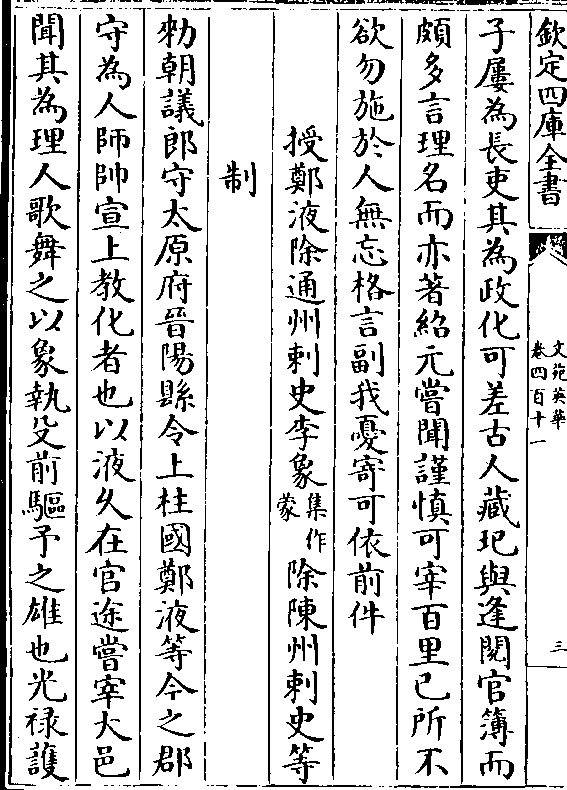 欽定四庫全書
文苑英華
卷四百十一
三
子屢為長吏其為政化可差古人藏玘與逢閱官簿而
頗多言理名而亦著紹元嘗聞謹慎可宰百里已所不
欲勿施於人無忘格言副我憂寄可依前件
授鄭液除通州刺史李象集作蒙除陳州刺史等
制
勑朝議郎守太原府晉陽縣令上柱國鄭液等今之郡
守為人師帥宣上教化者也以液久在官途嘗宰大邑
聞其為理人歌舞之以象執殳前驅予之雄也光禄護